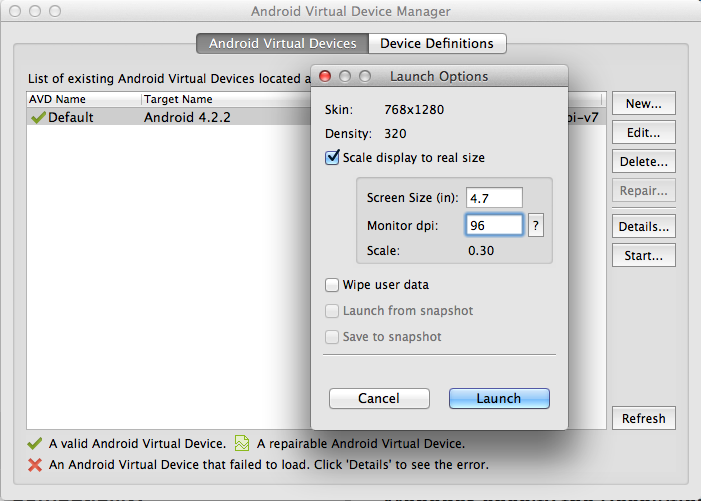 Android Virtual Device Manager
Android Virtual Devices
Device Definitions
List of existing Android Virtual Devices located a
AVD Name
Target Name
Default
Android 4.2.2
pi-v7
New...
Edit...
Delete...
Repair...
Details...
Start...
Refresh
Launch Options
Skin: 768x1280
Density: 320
Scale display to real size
Screen Size (in): 4.7
Monitor dpi: 96 ?
Scale: 0.30
Wipe user data
Launch from snapshot
Save to snapshot
Cancel
Launch
A valid Android Virtual Device. A repairable Android Virtual Device.
An Android Virtual Device that failed to load. Click 'Details' to see the error.